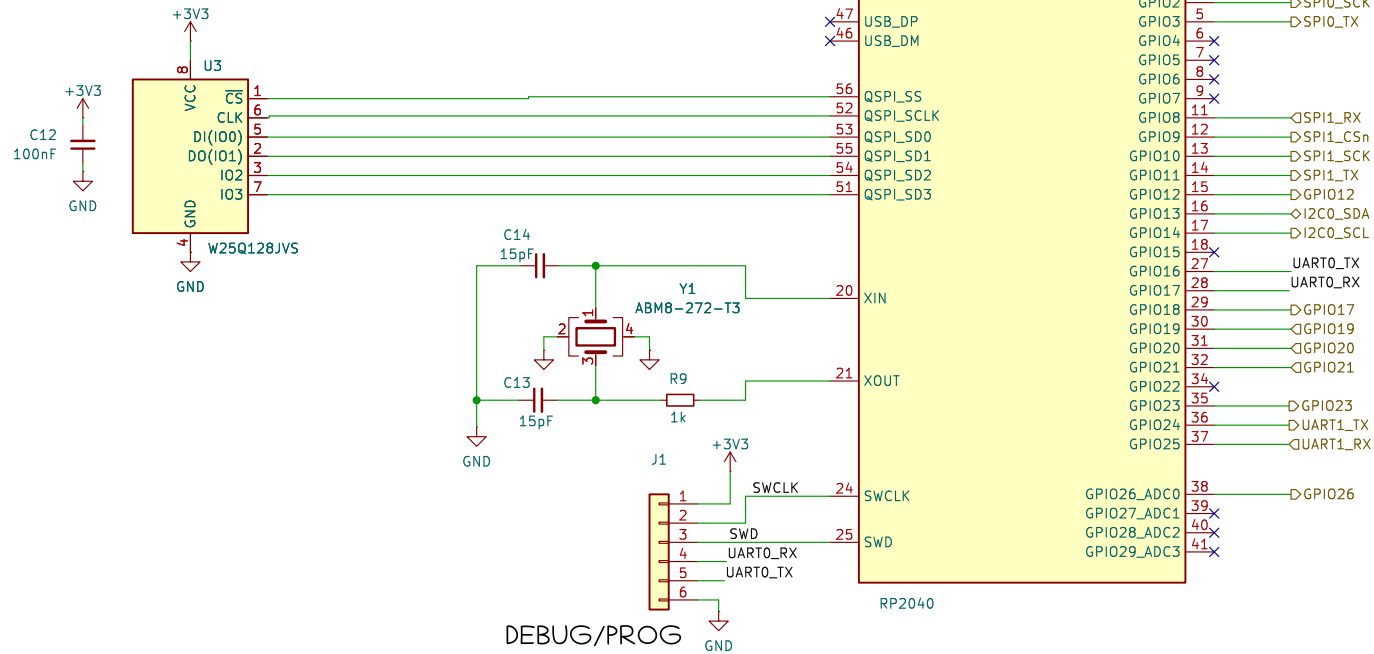 +3V3
U3
8
VCC
+3V3
C12
100nF
GND
CS 1
CLK 6
DI(IO0) 5
DO(IO1) 2
IO2 3
IO3 7
GND
4
W25Q128JVS
GND
47 USB_DP
46 USB_DM
56 QSPI_SS
52 QSPI_SCLK
53 QSPI_SD0
55 QSPI_SD1
54 QSPI_SD2
51 QSPI_SD3
C14
15pF
Y1
ABM8-272-T3
1
2
4
3
C13
15pF
R9
1k
GND
20 XIN
21 XOUT
+3V3
J1
1
2
3
4
5
6
SWCLK
SWD
UART0_RX
UART0_TX
24 SWCLK
25 SWD
GND
DEBUG/PROG
RP2040
GPIO2 SPI0_SCK
GPIO3 5 SPI0_TX
GPIO4 6
GPIO5 7
GPIO6 8
GPIO7 9
GPIO8 11 SPI1_RX
GPIO9 12 SPI1_CSn
GPIO10 13 SPI1_SCK
GPIO11 14 SPI1_TX
GPIO12 15 GPIO12
GPIO13 16 I2C0_SDA
GPIO14 17 I2C0_SCL
GPIO15 18
GPIO16 27 UART0_TX
GPIO17 28 UART0_RX
GPIO18 29 GPIO17
GPIO19 30 GPIO19
GPIO20 31 GPIO20
GPIO21 32 GPIO21
GPIO22 34
GPIO23 35 GPIO23
GPIO24 36 UART1_TX
GPIO25 37 UART1_RX
GPIO26_ADC0 38 GPIO26
GPIO27_ADC1 39
GPIO28_ADC2 40
GPIO29_ADC3 41